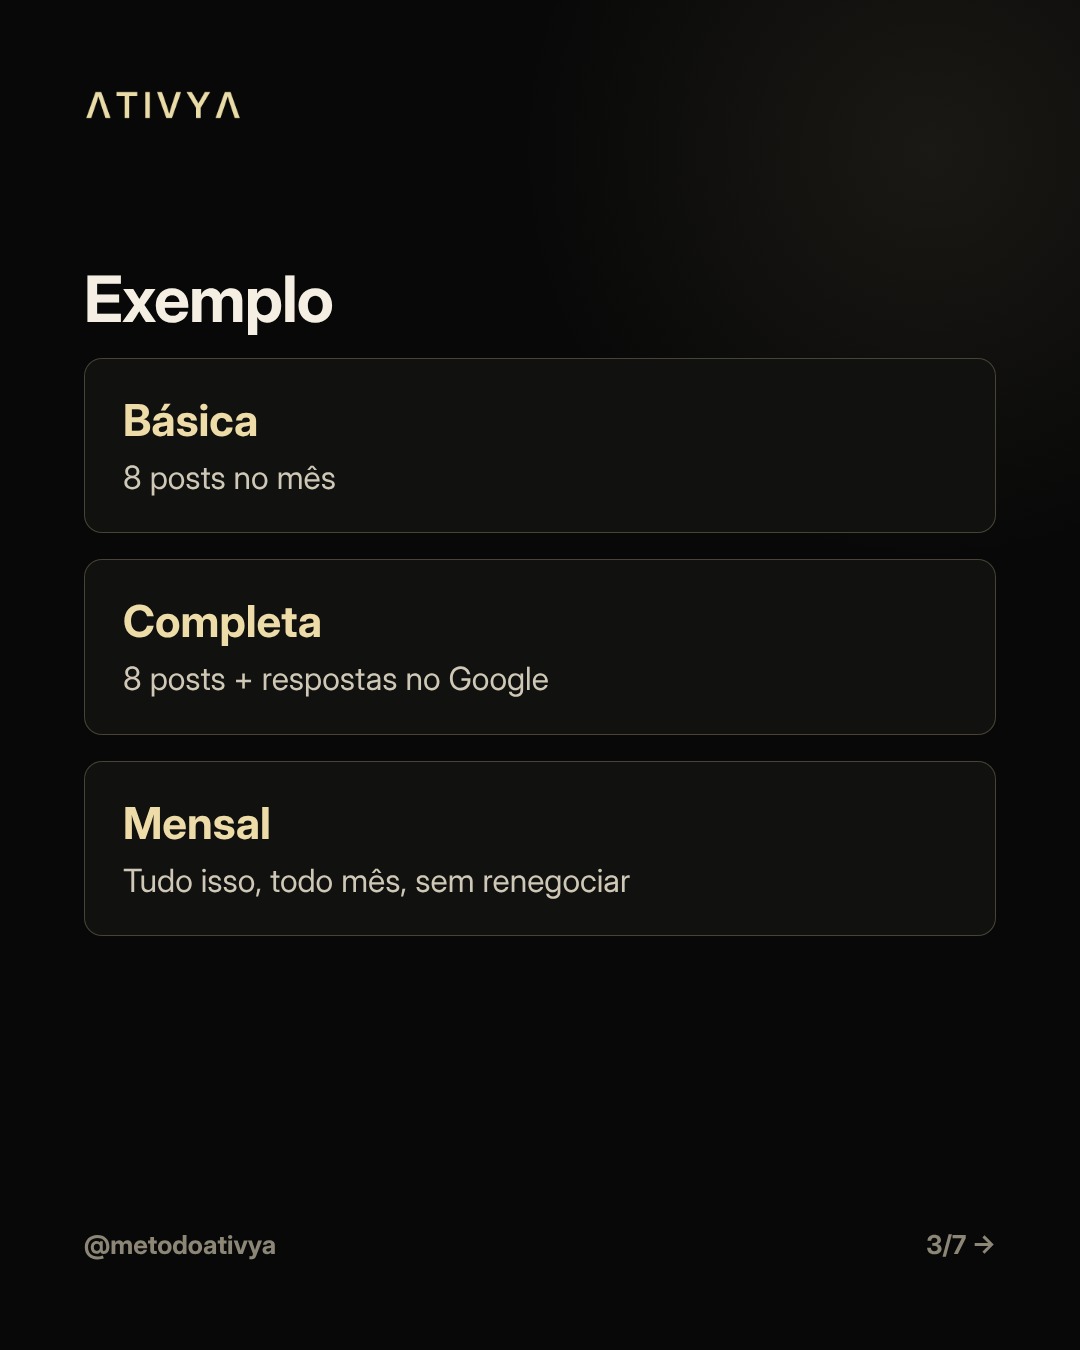 ATIVYA
Exemplo
Básica
8 posts no mês
Completa
8 posts + respostas no Google
Mensal
Tudo isso, todo mês, sem renegociar
@metodoativya
3/7 →